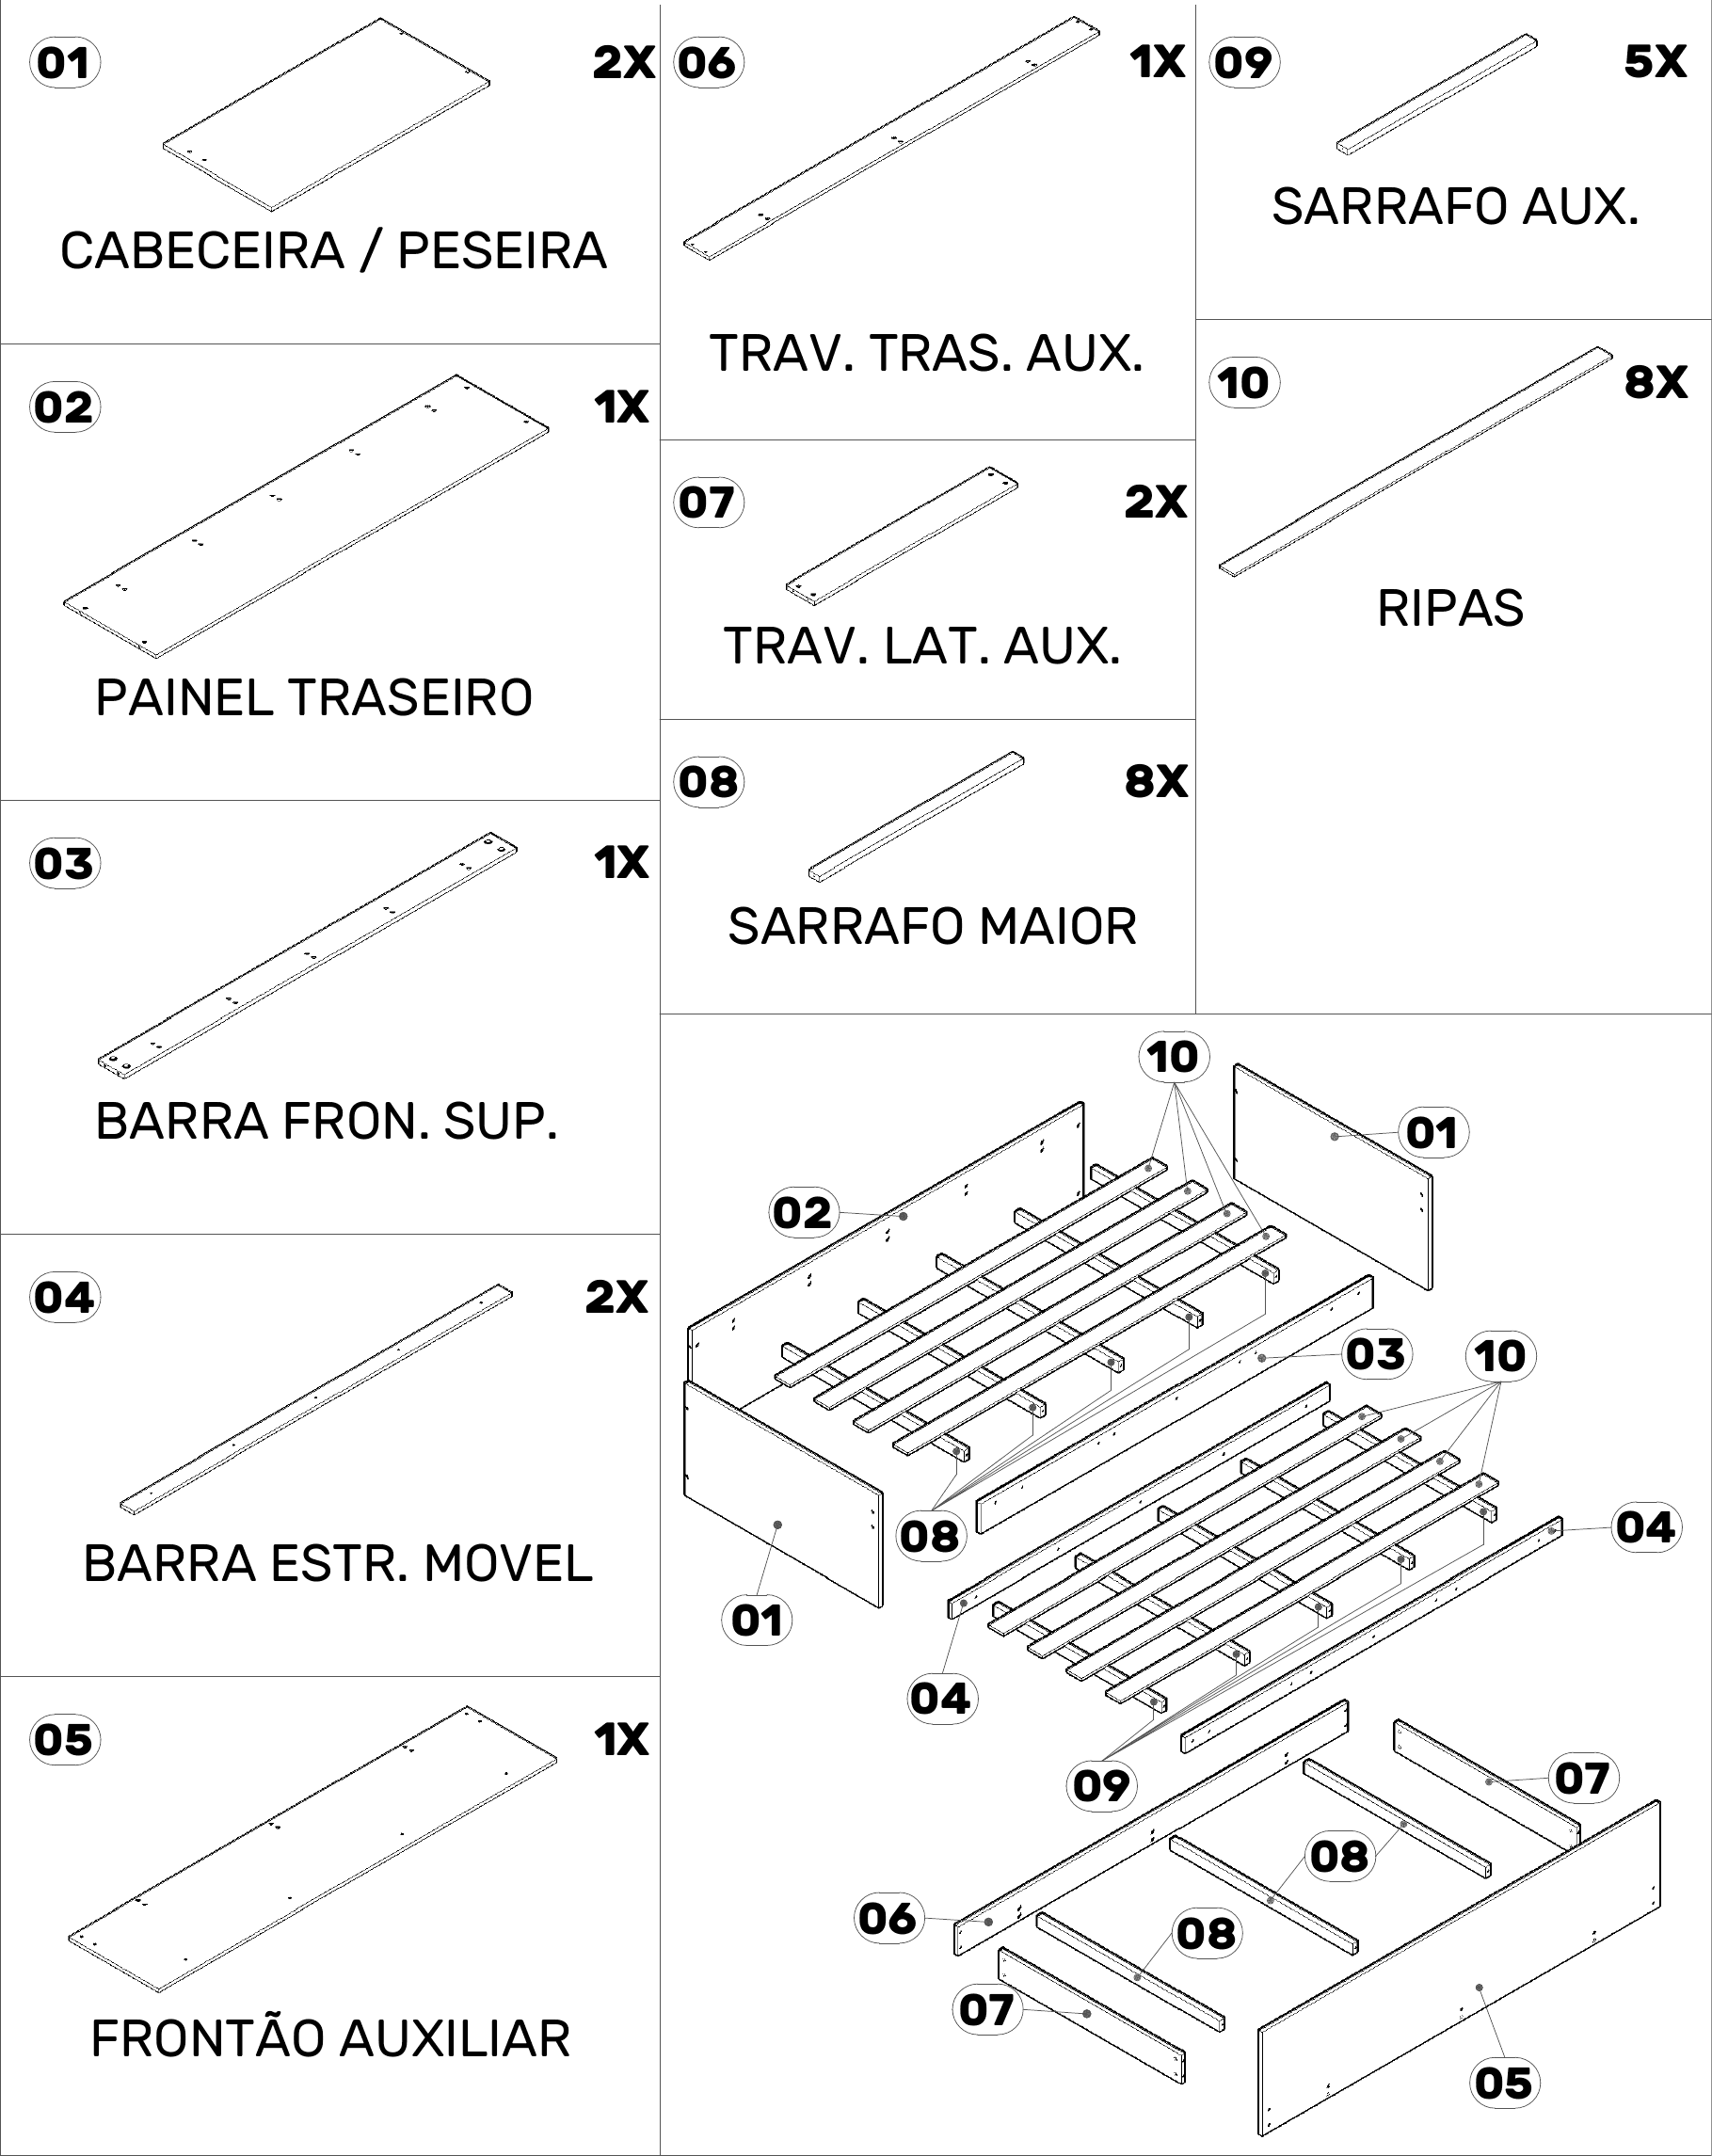 01
2X
CABECEIRA / PESEIRA
02
1X
PAINEL TRASEIRO
03
1X
BARRA FRON. SUP.
04
2X
BARRA ESTR. MOVEL
05
1X
FRONTÃO AUXILIAR
06
1X
TRAV. TRAS. AUX.
07
2X
TRAV. LAT. AUX.
08
8X
SARRAFO MAIOR
09
5X
SARRAFO AUX.
10
8X
RIPAS
10
01
02
03
10
08
04
01
04
09
07
08
06
08
07
05